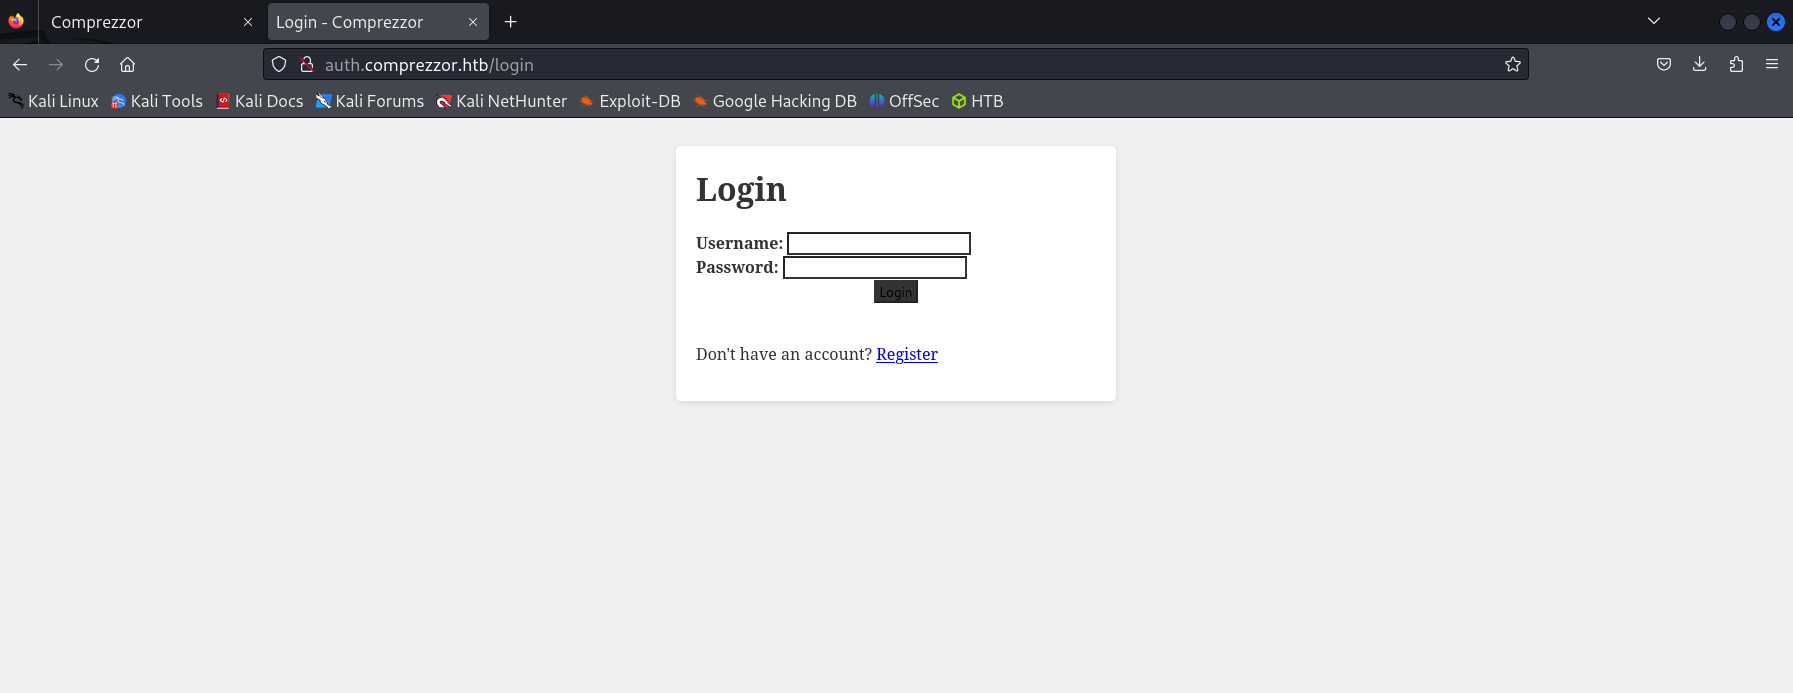 Comprezzor
Login - Comprezzor
auth.comprezzor.htb/login
Kali Linux Kali Tools Kali Docs Kali Forums Kali NetHunter Exploit-DB Google Hacking DB OffSec HTB
Login
Username:
Password:
Login
Don't have an account? Register